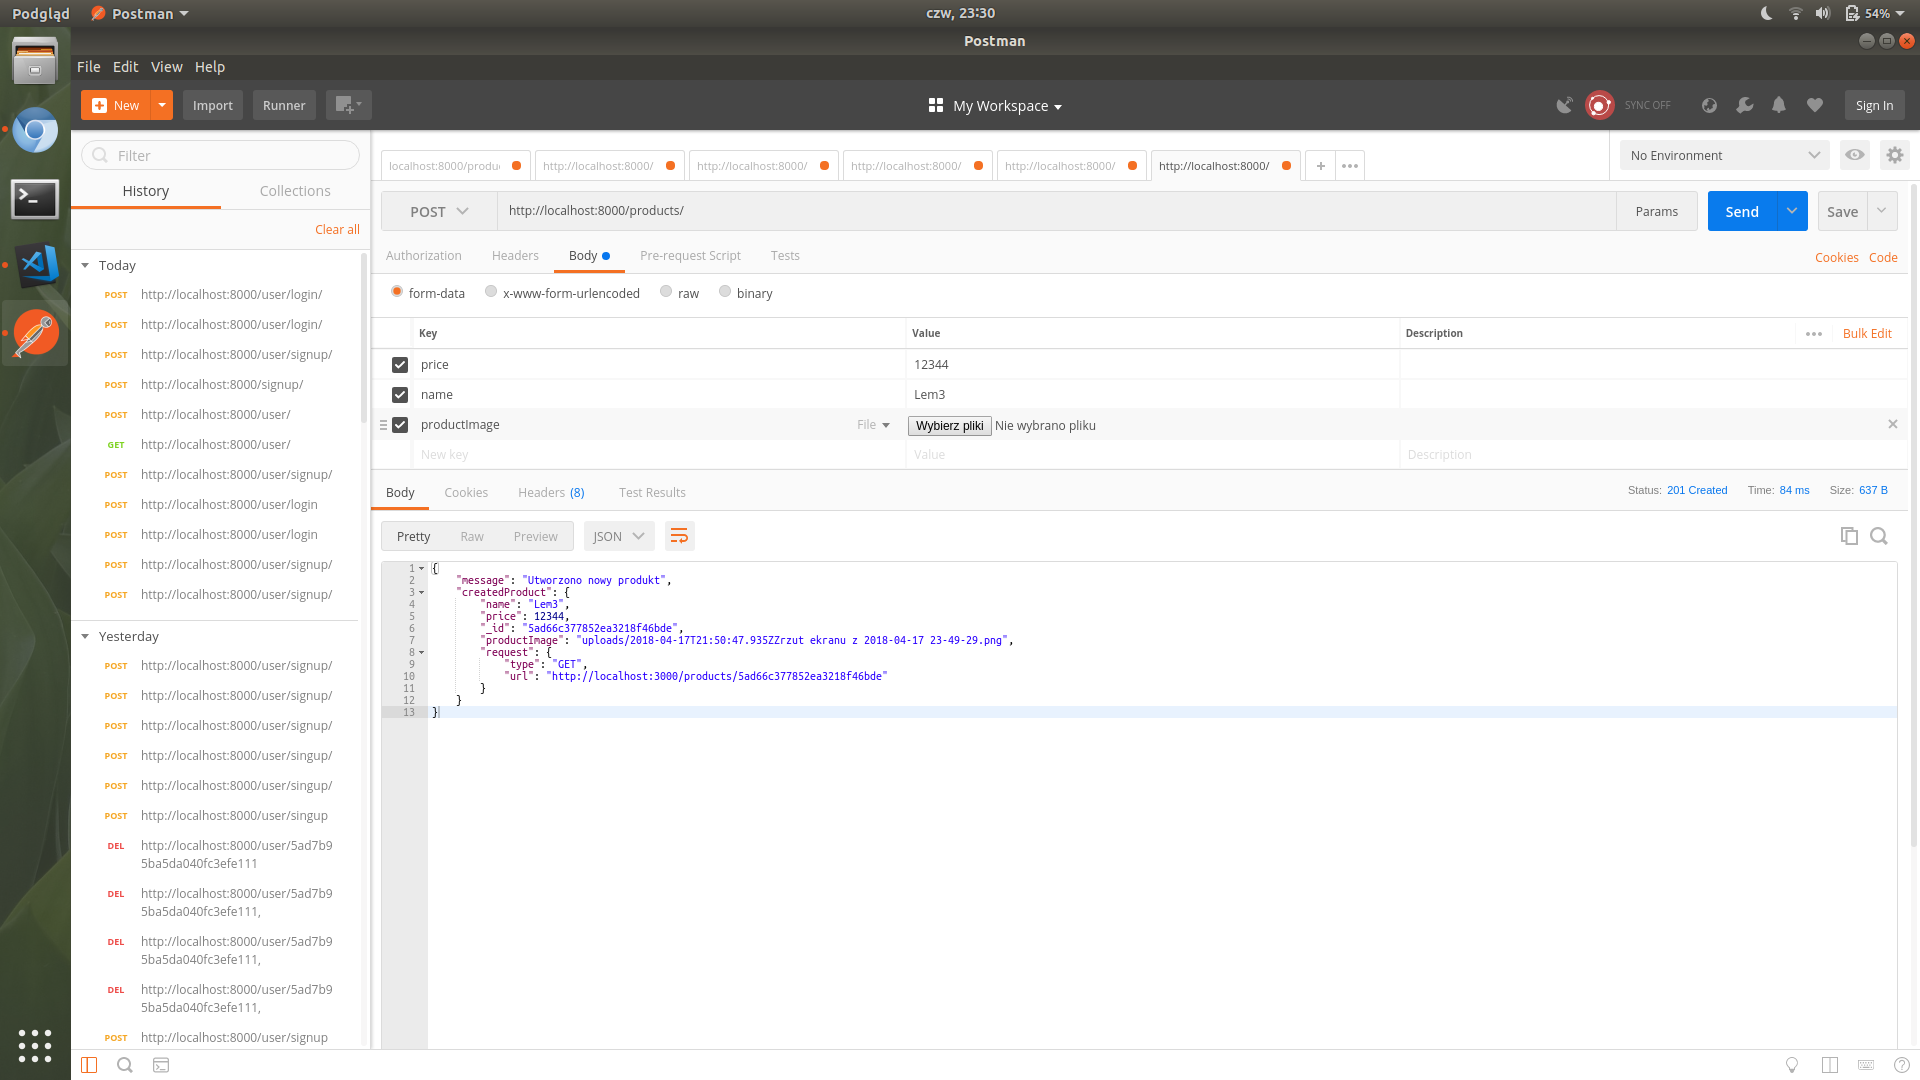 Podgląd
Postman
czw, 23:30
54%
Postman
File Edit View Help
New
Import
Runner
My Workspace
SYNC OFF
Sign In
Filter
History
Collections
Clear all
Today
POST http://localhost:8000/user/login/
POST http://localhost:8000/user/login/
POST http://localhost:8000/user/signup/
POST http://localhost:8000/signup/
POST http://localhost:8000/user/
GET http://localhost:8000/user/
POST http://localhost:8000/user/signup/
POST http://localhost:8000/user/login
POST http://localhost:8000/user/login
POST http://localhost:8000/user/signup/
POST http://localhost:8000/user/signup/
Yesterday
POST http://localhost:8000/user/signup/
POST http://localhost:8000/user/signup/
POST http://localhost:8000/user/signup/
POST http://localhost:8000/user/singup/
POST http://localhost:8000/user/singup/
POST http://localhost:8000/user/singup
DEL http://localhost:8000/user/5ad7b9
5ba5da040fc3efe111
DEL http://localhost:8000/user/5ad7b9
5ba5da040fc3efe111,
DEL http://localhost:8000/user/5ad7b9
5ba5da040fc3efe111,
DEL http://localhost:8000/user/5ad7b9
5ba5da040fc3efe111,
POST http://localhost:8000/user/signup
localhost:8000/produ
http://localhost:8000/
http://localhost:8000/
http://localhost:8000/
http://localhost:8000/
http://localhost:8000/
No Environment
POST
http://localhost:8000/products/
Params
Send
Save
Authorization
Headers
Body
Pre-request Script
Tests
Cookies
Code
form-data
x-www-form-urlencoded
raw
binary
Key Value Description Bulk Edit
price 12344
name Lem3
productImage File Wybierz pliki Nie wybrano pliku
New key Value Description
Body
Cookies
Headers (8)
Test Results
Status: 201 Created
Time: 84 ms
Size: 637 B
Pretty
Raw
Preview
JSON
1 {
2 "message": "Utworzono nowy produkt",
3 "createdProduct": {
4 "name": "Lem3",
5 "price": 12344,
6 "_id": "5ad66c377852ea3218f46bde",
7 "productImage": "uploads/2018-04-17T21:50:47.935ZZrzut ekranu z 2018-04-17 23-49-29.png",
8 "request": {
9 "type": "GET",
10 "url": "http://localhost:3000/products/5ad66c377852ea3218f46bde"
11 }
12 }
13 }